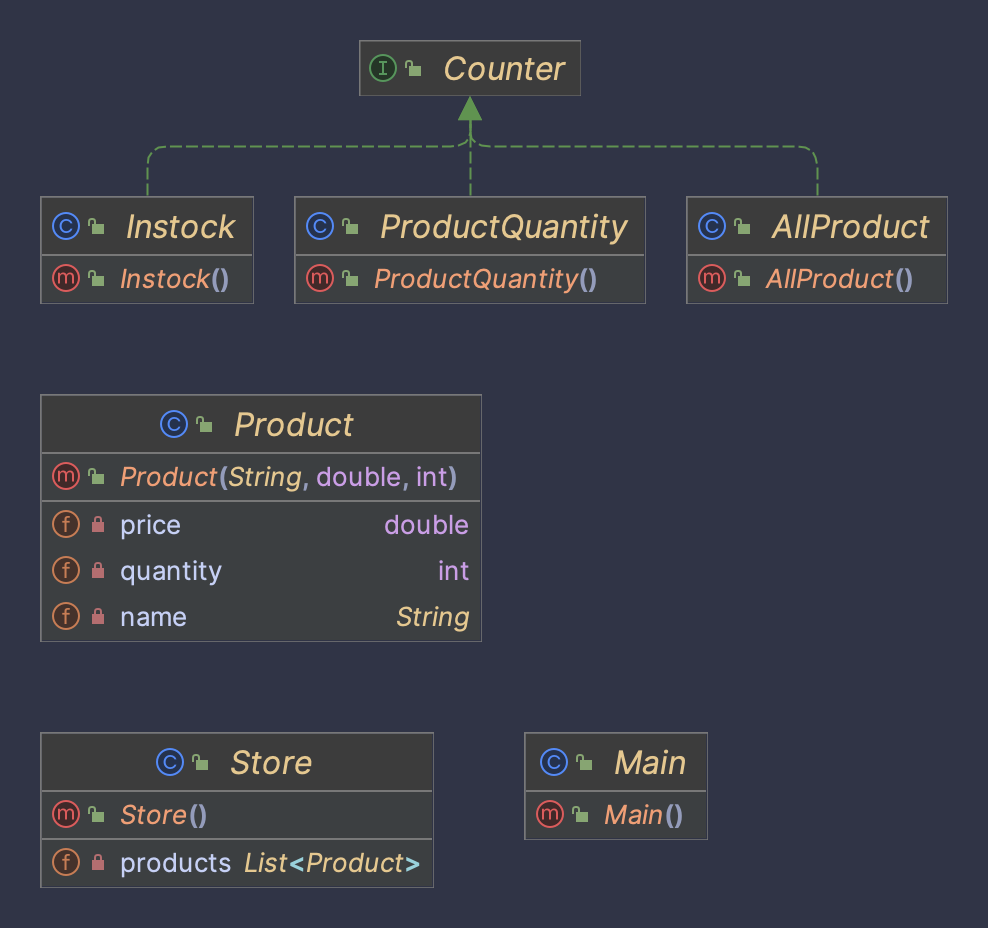 I Counter
C Instock
m Instock()
C ProductQuantity
m ProductQuantity()
C AllProduct
m AllProduct()
C Product
m Product(String, double, int)
f price double
f quantity int
f name String
C Store
m Store()
f products List<Product>
C Main
m Main()